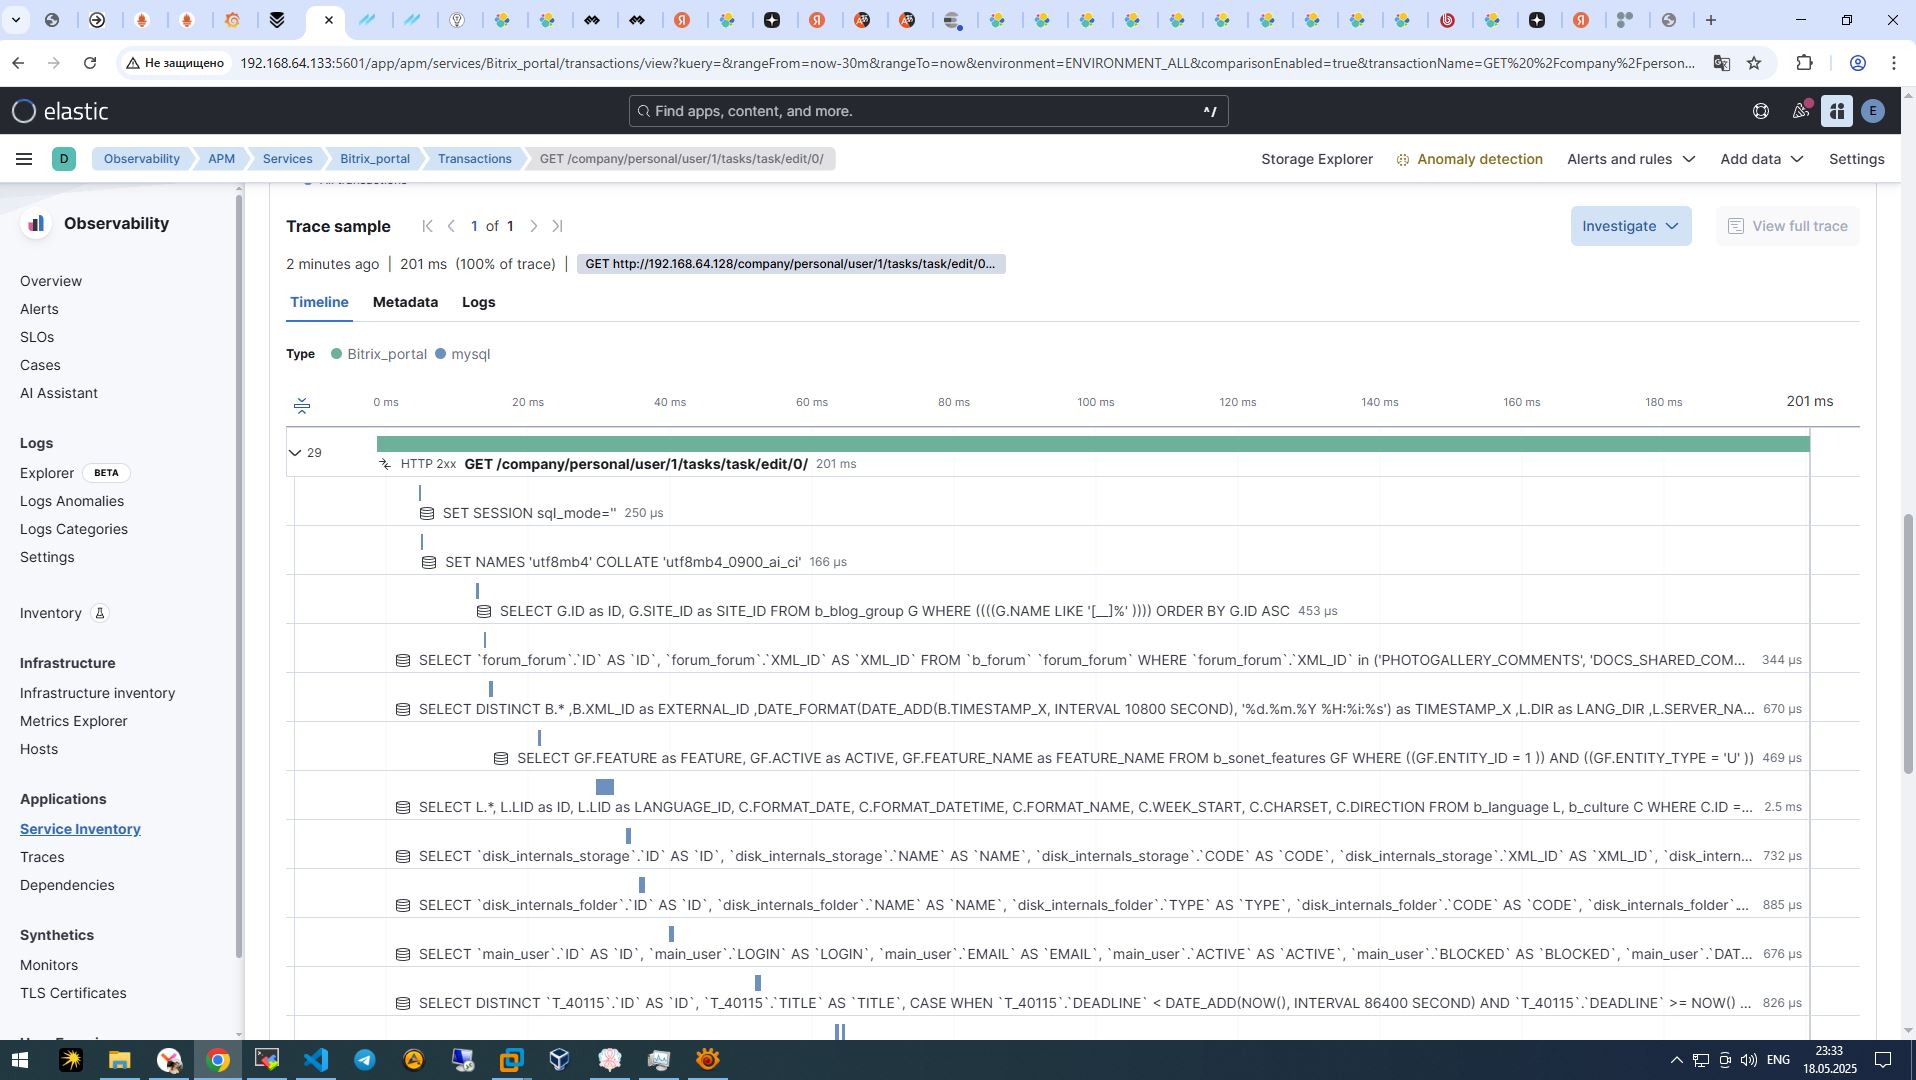 Не защищено
192.168.64.133:5601/app/apm/services/Bitrix_portal/transactions/view?kuery=&rangeFrom=now-30m&rangeTo=now&environment=ENVIRONMENT_ALL&comparisonEnabled=true&transactionName=GET%20%2Fcompany%2Fperson...
elastic
Find apps, content, and more.
^/
E
D
Observability
APM
Services
Bitrix_portal
Transactions
GET /company/personal/user/1/tasks/task/edit/0/
Storage Explorer
Anomaly detection
Alerts and rules
Add data
Settings
Observability
Overview
Alerts
SLOs
Cases
AI Assistant
Logs
Explorer BETA
Logs Anomalies
Logs Categories
Settings
Inventory
Infrastructure
Infrastructure inventory
Metrics Explorer
Hosts
Applications
Service Inventory
Traces
Dependencies
Synthetics
Monitors
TLS Certificates
Trace sample
1 of 1
Investigate
View full trace
2 minutes ago | 201 ms (100% of trace) | GET http://192.168.64.128/company/personal/user/1/tasks/task/edit/0...
Timeline
Metadata
Logs
Type Bitrix_portal mysql
0 ms 20 ms 40 ms 60 ms 80 ms 100 ms 120 ms 140 ms 160 ms 180 ms 201 ms
29
HTTP 2xx GET /company/personal/user/1/tasks/task/edit/0/ 201 ms
SET SESSION sql_mode='' 250 µs
SET NAMES 'utf8mb4' COLLATE 'utf8mb4_0900_ai_ci' 166 µs
SELECT G.ID as ID, G.SITE_ID as SITE_ID FROM b_blog_group G WHERE ((((G.NAME LIKE '[__]%' )))) ORDER BY G.ID ASC 453 µs
SELECT `forum_forum`.`ID` AS `ID`, `forum_forum`.`XML_ID` AS `XML_ID` FROM `b_forum` `forum_forum` WHERE `forum_forum`.`XML_ID` in ('PHOTOGALLERY_COMMENTS', 'DOCS_SHARED_COM... 344 µs
SELECT DISTINCT B.* ,B.XML_ID as EXTERNAL_ID ,DATE_FORMAT(DATE_ADD(B.TIMESTAMP_X, INTERVAL 10800 SECOND), '%d.%m.%Y %H:%i:%s') as TIMESTAMP_X ,L.DIR as LANG_DIR ,L.SERVER_NA... 670 µs
SELECT GF.FEATURE as FEATURE, GF.ACTIVE as ACTIVE, GF.FEATURE_NAME as FEATURE_NAME FROM b_sonet_features GF WHERE ((GF.ENTITY_ID = 1 )) AND ((GF.ENTITY_TYPE = 'U' )) 469 µs
SELECT L.*, L.LID as ID, L.LID as LANGUAGE_ID, C.FORMAT_DATE, C.FORMAT_DATETIME, C.FORMAT_NAME, C.WEEK_START, C.CHARSET, C.DIRECTION FROM b_language L, b_culture C WHERE C.ID =... 2.5 ms
SELECT `disk_internals_storage`.`ID` AS `ID`, `disk_internals_storage`.`NAME` AS `NAME`, `disk_internals_storage`.`CODE` AS `CODE`, `disk_internals_storage`.`XML_ID` AS `XML_ID`, `disk_intern... 732 µs
SELECT `disk_internals_folder`.`ID` AS `ID`, `disk_internals_folder`.`NAME` AS `NAME`, `disk_internals_folder`.`TYPE` AS `TYPE`, `disk_internals_folder`.`CODE` AS `CODE`, `disk_internals_folder`.... 885 µs
SELECT `main_user`.`ID` AS `ID`, `main_user`.`LOGIN` AS `LOGIN`, `main_user`.`EMAIL` AS `EMAIL`, `main_user`.`ACTIVE` AS `ACTIVE`, `main_user`.`BLOCKED` AS `BLOCKED`, `main_user`.`DAT... 676 µs
SELECT DISTINCT `T_40115`.`ID` AS `ID`, `T_40115`.`TITLE` AS `TITLE`, CASE WHEN `T_40115`.`DEADLINE` < DATE_ADD(NOW(), INTERVAL 86400 SECOND) AND `T_40115`.`DEADLINE` >= NOW() ... 826 µs
ENG
23:33
18.05.2025